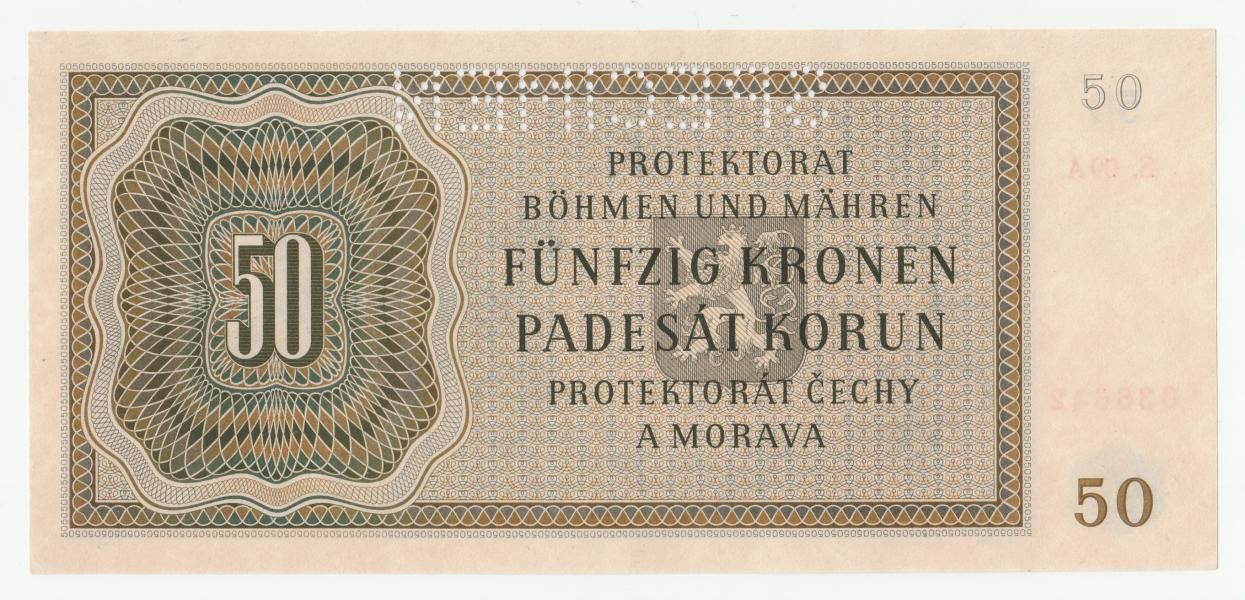 50
PROTEKTORAT
BÖHMEN UND MÄHREN
50
FÜNFZIG KRONEN
PADESÁT KORUN
PROTEKTORÁT ČECHY
A MORAVA
50